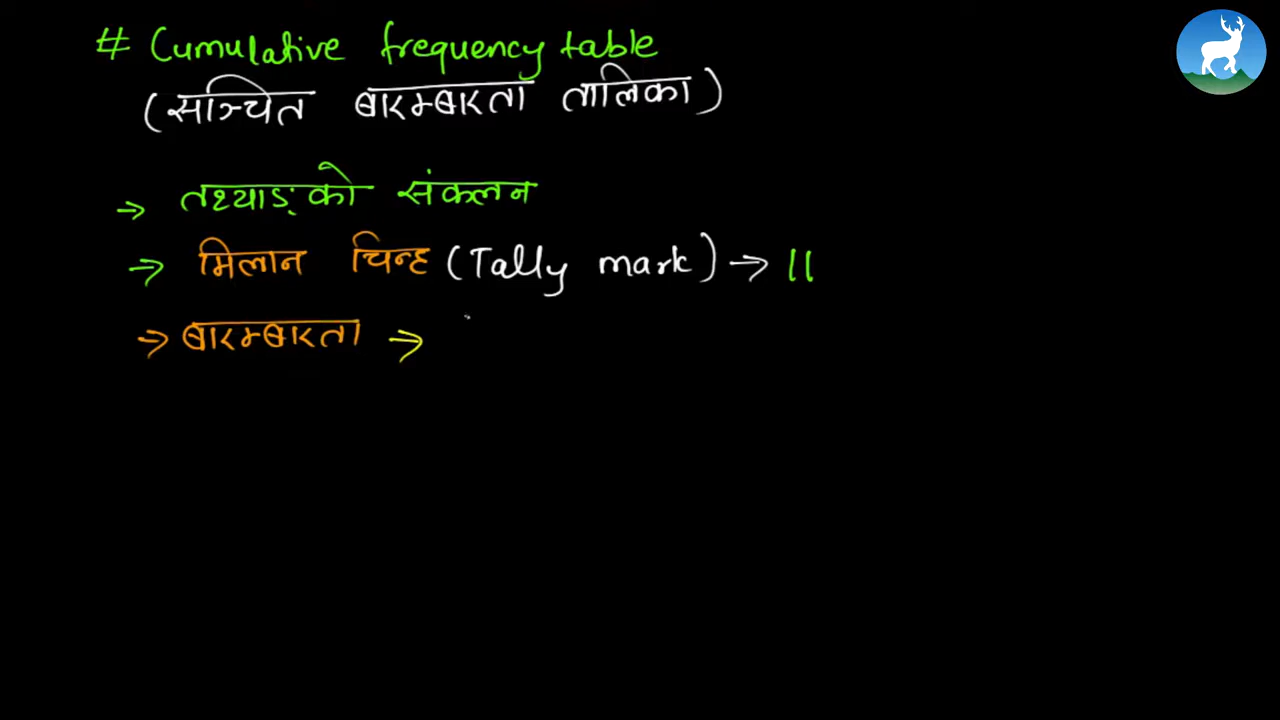 # Cumulative frequency table
(सञ्चित बारम्बारता तालिका)
→ तथ्याङ्को संकलन
→ मिलान चिन्ह (Tally mark) → ||
→ बारम्बारता →